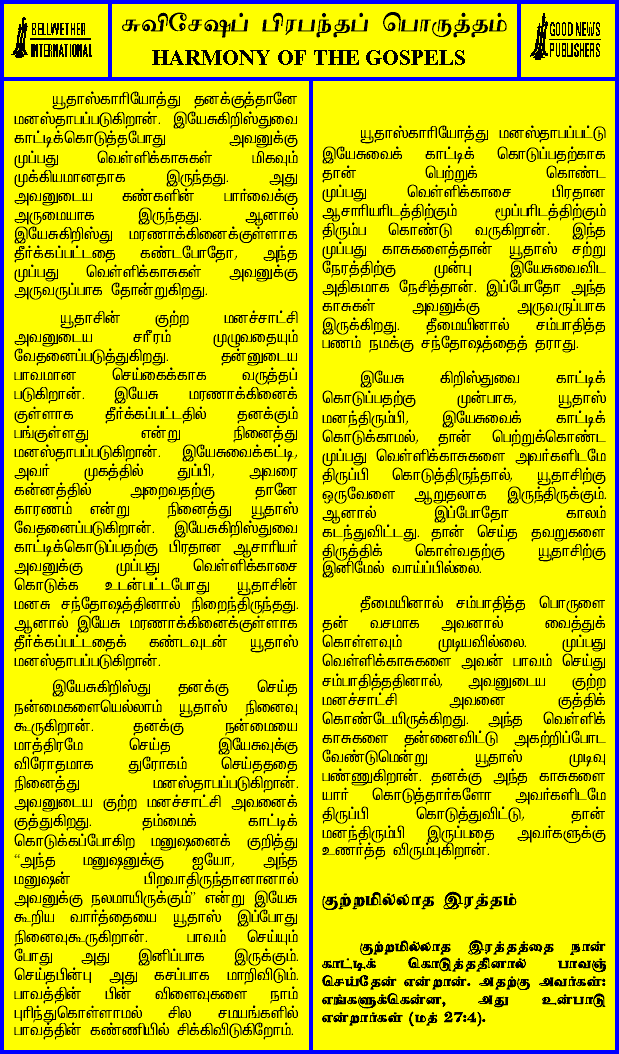 BELLWETHER
INTERNATIONAL
சுவிசேஷப் பிரபந்தப் பொருத்தம்
HARMONY OF THE GOSPELS
GOOD NEWS
PUBLISHERS
யூதாஸ்காரியோத்து தனக்குத்தானே
மனஸ்தாபப்படுகிறான். இயேசுகிறிஸ்துவை
காட்டிக்கொடுத்தபோது அவனுக்கு
முப்பது வெள்ளிக்காசுகள் மிகவும்
முக்கியமானதாக இருந்தது. அது
அவனுடைய கண்களின் பார்வைக்கு
அருமையாக இருந்தது. ஆனால்
இயேசுகிறிஸ்து மரணாக்கினைக்குள்ளாக
தீர்க்கப்பட்டதை கண்டபோதோ, அந்த
முப்பது வெள்ளிக்காசுகள் அவனுக்கு
அருவருப்பாக தோன்றுகிறது.
யூதாசின் குற்ற மனச்சாட்சி
அவனுடைய சரீரம் முழுவதையும்
வேதனைப்படுத்துகிறது. தன்னுடைய
பாவமான செய்கைக்காக வருத்தப்
படுகிறான். இயேசு மரணாக்கினைக்
குள்ளாக தீர்க்கப்பட்டதில் தனக்கும்
பங்குள்ளது என்று நினைத்து
மனஸ்தாபப்படுகிறான். இயேசுவைக்கட்டி,
அவர் முகத்தில் துப்பி, அவரை
கன்னத்தில் அறைவதற்கு தானே
காரணம் என்று நினைத்து யூதாஸ்
வேதனைப்படுகிறான். இயேசுகிறிஸ்துவை
காட்டிக்கொடுப்பதற்கு பிரதான ஆசாரியர்
அவனுக்கு முப்பது வெள்ளிக்காசை
கொடுக்க உடன்பட்டபோது யூதாசின்
மனசு சந்தோஷத்தினால் நிறைந்திருந்தது.
ஆனால் இயேசு மரணாக்கினைக்குள்ளாக
தீர்க்கப்பட்டதைக் கண்டவுடன் யூதாஸ்
மனஸ்தாபப்படுகிறான்.
இயேசுகிறிஸ்து தனக்கு செய்த
நன்மைகளையெல்லாம் யூதாஸ் நினைவு
கூருகிறான். தனக்கு நன்மையை
மாத்திரமே செய்த இயேசுவுக்கு
விரோதமாக துரோகம் செய்தததை
நினைத்து மனஸ்தாபப்படுகிறான்.
அவனுடைய குற்ற மனச்சாட்சி அவனைக்
குத்துகிறது. தம்மைக் காட்டிக்
கொடுக்கப்போகிற மனுஷனைக் குறித்து
"அந்த மனுஷனுக்கு ஐயோ, அந்த
மனுஷன் பிறவாதிருந்தானானால்
அவனுக்கு நலமாயிருக்கும்" என்று இயேசு
கூறிய வார்த்தையை யூதாஸ் இப்போது
நினைவுகூருகிறான். பாவம் செய்யும்
போது அது இனிப்பாக இருக்கும்.
செய்தபின்பு அது கசப்பாக மாறிவிடும்.
பாவத்தின் பின் விளைவுகளை நாம்
புரிந்துகொள்ளாமல் சில சமயங்களில்
பாவத்தின் கண்ணியில் சிக்கிவிடுகிறோம்.
யூதாஸ்காரியோத்து மனஸ்தாபப்பட்டு
இயேசுவைக் காட்டிக் கொடுப்பதற்காக
தான் பெற்றுக் கொண்ட
முப்பது வெள்ளிக்காசை பிரதான
ஆசாரியரிடத்திற்கும் மூப்பரிடத்திற்கும்
திரும்ப கொண்டு வருகிறான். இந்த
முப்பது காசுகளைத்தான் யூதாஸ் சற்று
நேரத்திற்கு முன்பு இயேசுவைவிட
அதிகமாக நேசித்தான். இப்போதோ அந்த
காசுகள் அவனுக்கு அருவருப்பாக
இருக்கிறது. தீமையினால் சம்பாதித்த
பணம் நமக்கு சந்தோஷத்தைத் தராது.
இயேசு கிறிஸ்துவை காட்டிக்
கொடுப்பதற்கு முன்பாக, யூதாஸ்
மனந்திரும்பி, இயேசுவைக் காட்டிக்
கொடுக்காமல், தான் பெற்றுக்கொண்ட
முப்பது வெள்ளிக்காசுகளை அவர்களிடமே
திருப்பி கொடுத்திருந்தால், யூதாசிற்கு
ஒருவேளை ஆறுதலாக இருந்திருக்கும்.
ஆனால் இப்போதோ காலம்
கடந்துவிட்டது. தான் செய்த தவறுகளை
திருத்திக் கொள்வதற்கு யூதாசிற்கு
இனிமேல் வாய்ப்பில்லை.
தீமையினால் சம்பாதித்த பொருளை
தன் வசமாக அவனால் வைத்துக்
கொள்ளவும் முடியவில்லை. முப்பது
வெள்ளிக்காசுகளை அவன் பாவம் செய்து
சம்பாதித்ததினால், அவனுடைய குற்ற
மனச்சாட்சி அவனை குத்திக்
கொண்டேயிருக்கிறது. அந்த வெள்ளிக்
காசுகளை தன்னைவிட்டு அகற்றிப்போட
வேண்டுமென்று யூதாஸ் முடிவு
பண்ணுகிறான். தனக்கு அந்த காசுகளை
யார் கொடுத்தார்களோ அவர்களிடமே
திருப்பி கொடுத்துவிட்டு, தான்
மனந்திரும்பி இருப்பதை அவர்களுக்கு
உணர்த்த விரும்புகிறான்.
குற்றமில்லாத இரத்தம்
குற்றமில்லாத இரத்தத்தை நான்
காட்டிக் கொடுத்ததினால் பாவஞ்
செய்தேன் என்றான். அதற்கு அவர்கள்:
எங்களுக்கென்ன, அது உன்பாடு
என்றார்கள் (மத் 27:4).